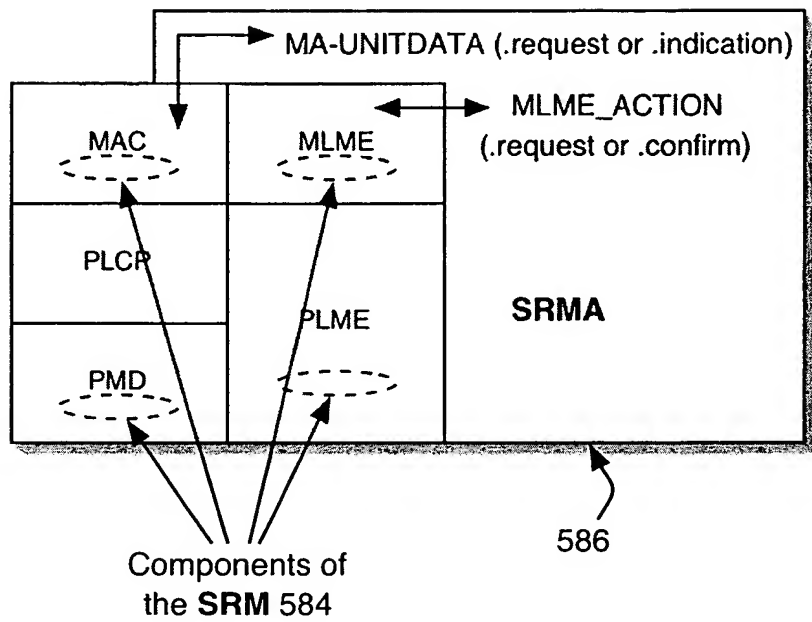 MA-UNITDATA (.request or .indication)
MAC
MLME
MLME_ACTION
(.request or .confirm)
PLCP
PLME
SRMA
PMD
586
Components of
the SRM 584